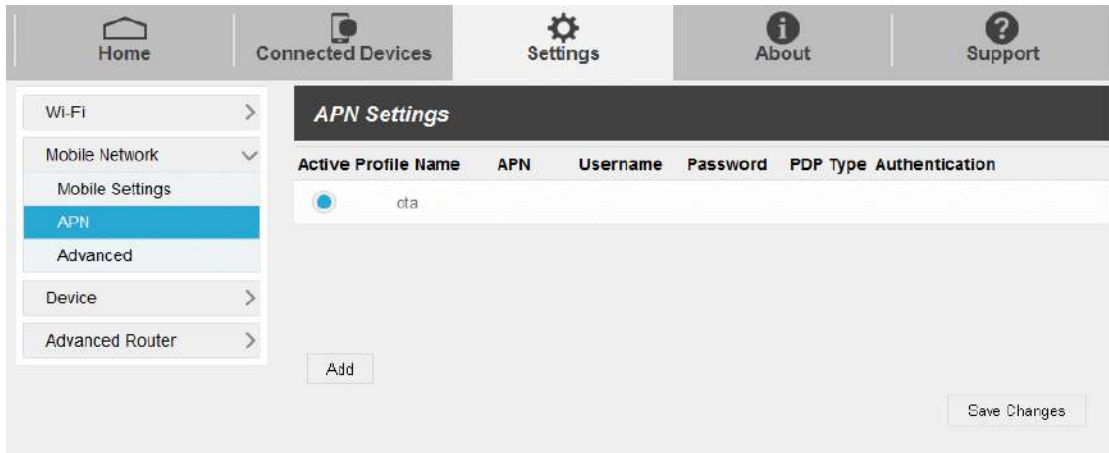 Home Connected Devices Settings About Support
Wi-Fi
APN Settings
Mobile Network
Active Profile Name APN Username Password PDP Type Authentication
Mobile Settings
ota
APN
Advanced
Device
Advanced Router
Add
Save Changes